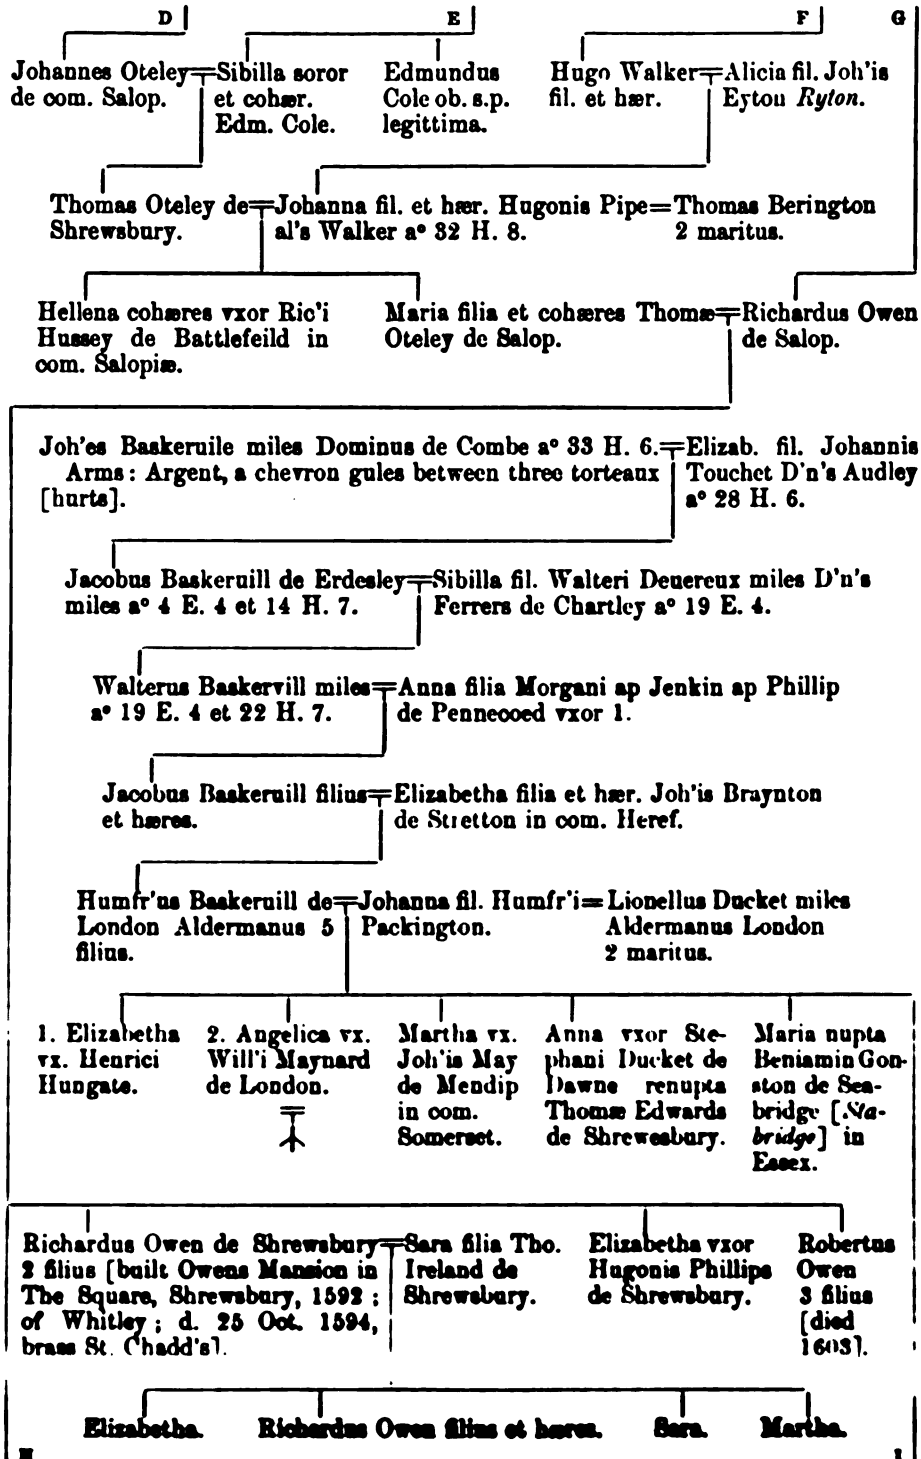 D E F G
Johannes Oteley=Sibilla soror Edmundus Hugo Walker=Alicia fil. Joh'is
de com. Salop. et cohær. Cole ob. s.p. fil. et hær. Eyton Ryton.
Edm. Cole. legittima.
Thomas Oteley de=Johanna fil. et hær. Hugonis Pipe=Thomas Berington
Shrewsbury. al's Walker aº 32 H. 8. 2 maritus.
Hellena cohæres vxor Ric'i Maria filia et cohæres Thomæ=Richardus Owen
Hussey de Battlefeild in Oteley de Salop. de Salop.
com. Salopiæ.
Joh'es Baskeruile miles Dominus de Combe aº 33 H. 6.=Elizab. fil. Johannis
Arms: Argent, a chevron gules between three torteaux Touchet D'n's Audley
[hurts]. aº 28 H. 6.
Jacobus Baskeruill de Erdesley=Sibilla fil. Walteri Deuereux miles D'n's
miles aº 4 E. 4 et 14 H. 7. Ferrers de Chartley aº 19 E. 4.
Walterus Baskervill miles=Anna filia Morgani ap Jenkin ap Phillip
aº 19 E. 4 et 22 H. 7. de Pennecoed vxor 1.
Jacobus Baskeruill filius=Elizabetha filia et hær. Joh'is Braynton
et hæres. de Stretton in com. Heref.
Humfr'us Baskeruill de=Johanna fil. Humfr'i=Lionellus Ducket miles
London Aldermanus 5 Packington. Aldermanus London
filius. 2 maritus.
1. Elizabetha 2. Angelica vx. Martha vx. Anna vxor Ste- Maria nupta
vx. Henrici Will'i Maynard Joh'is May phani Ducket de Beniamin Gon-
Hungate. de London. de Mendip Dawne renupta ston de Sea-
in com. Thomæ Edwards bridge [Sta-
Somerset. de Shrewesbury. bridge] in
Essex.
Richardus Owen de Shrewsbury=Sara filia Tho. Elizabetha vxor Robertus
2 filius [built Owens Mansion in Ireland de Hugonis Phillips Owen
The Square, Shrewsbury, 1592; Shrewsbury. de Shrewsbury. 3 filius
of Whitley; d. 25 Oct. 1594, [died
brass St. Chadd's]. 1603].
Elizabetha. Richardus Owen filius et hæres. Sara. Martha.
H I